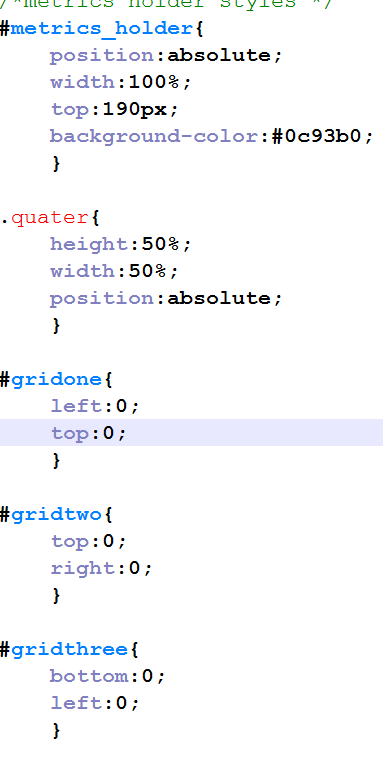 /*metrics holder styles */
#metrics_holder{
position:absolute;
width:100%;
top:190px;
background-color:#0c93b0;
}
.quater{
height:50%;
width:50%;
position:absolute;
}
#gridone{
left:0;
top:0;
}
#gridtwo{
top:0;
right:0;
}
#gridthree{
bottom:0;
left:0;
}